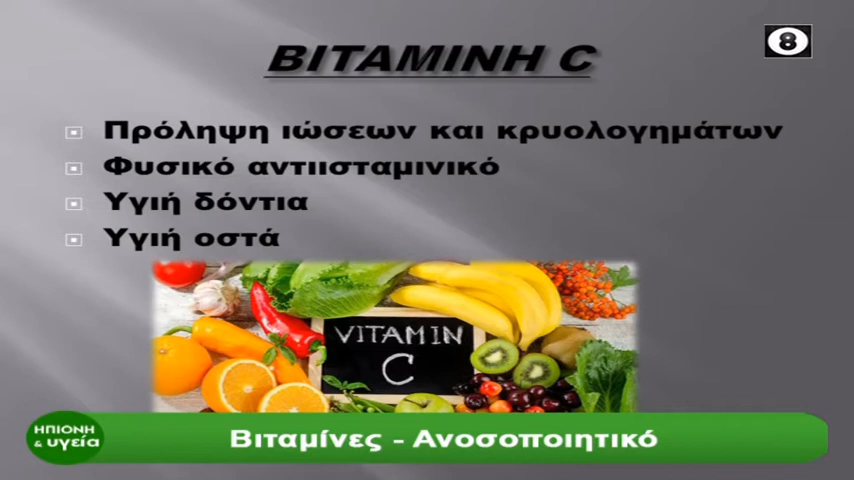 ΒΙΤΑΜΙΝΗ C
8
Πρόληψη ιώσεων και κρυολογημάτων
Φυσικό αντιισταμινικό
Υγιή δόντια
Υγιή οστά
VITAMIN
C
ΗΠΙΟΝΗ
& υγεία
Βιταμίνες - Ανοσοποιητικό